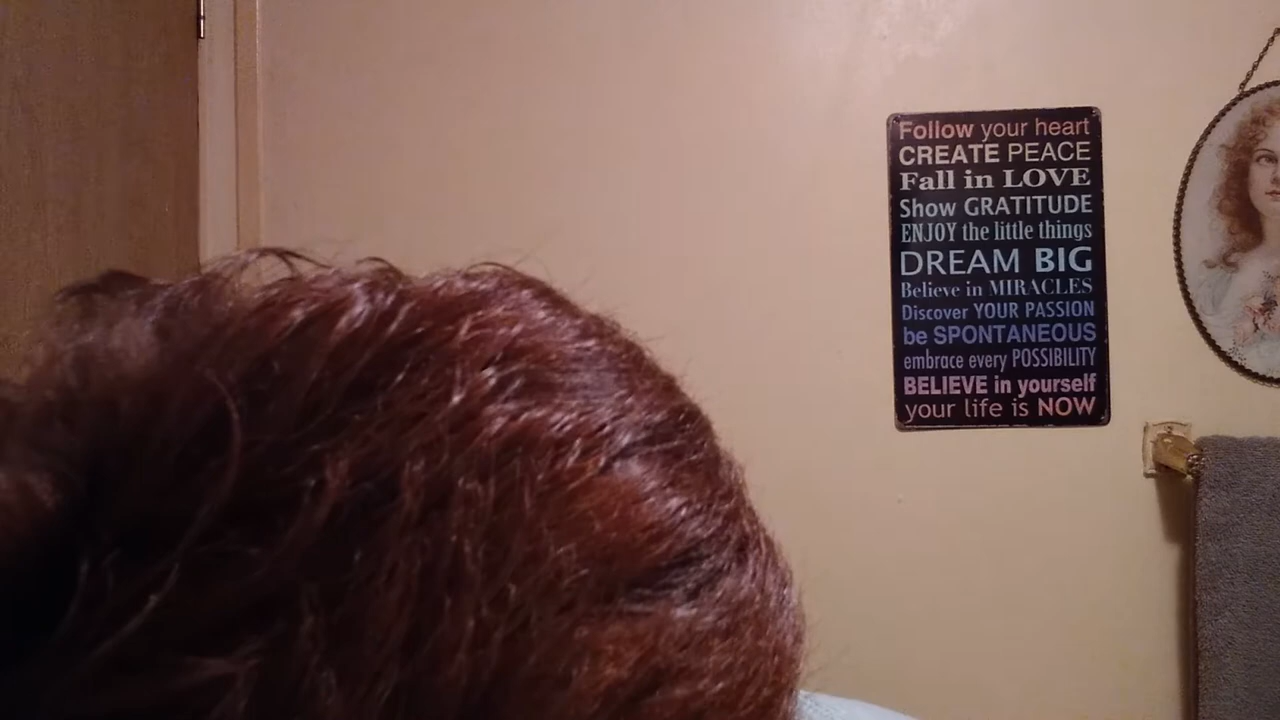 Follow your heart
CREATE PEACE
Fall in LOVE
Show GRATITUDE
ENJOY the little things
DREAM BIG
Believe in MIRACLES
Discover YOUR PASSION
be SPONTANEOUS
embrace every POSSIBILITY
BELIEVE in yourself
your life is NOW